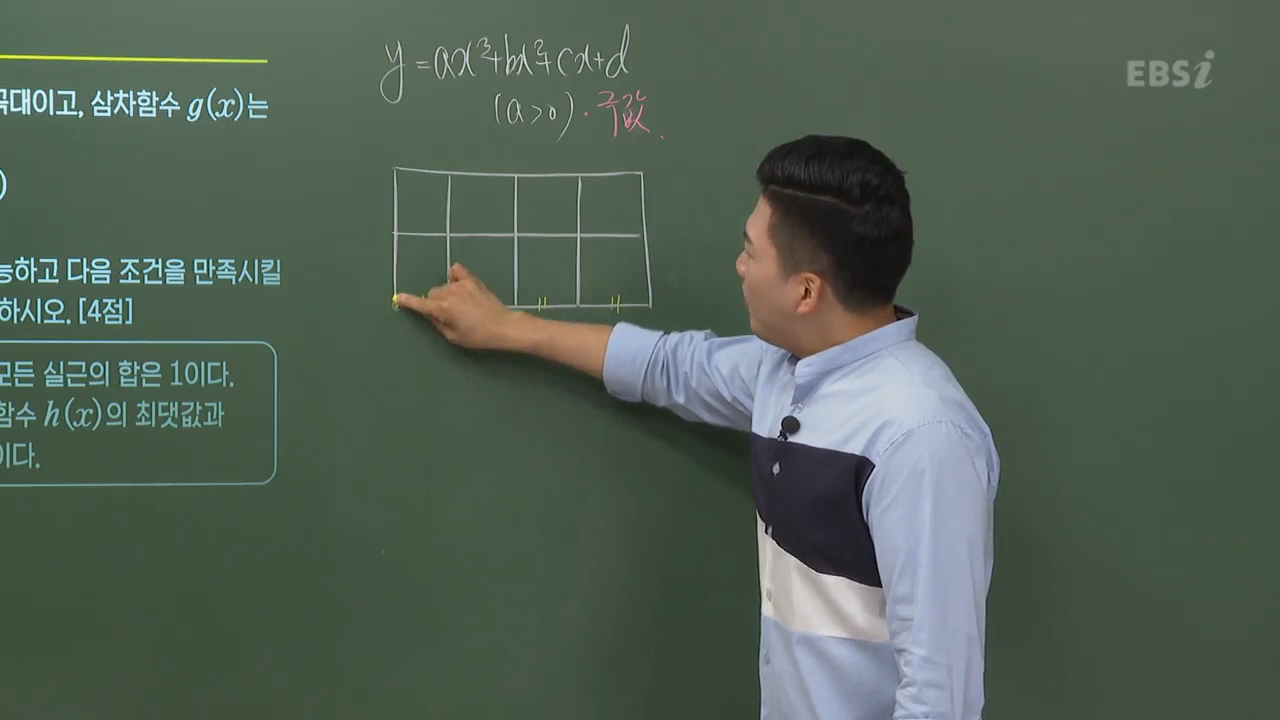 y=ax³+bx²+cx+d
(a>0). 극값.
EBSi
극대이고, 삼차함수 g(x)는
)
능하고 다음 조건을 만족시킬
하시오. [4점]
모든 실근의 합은 1이다.
함수 h(x)의 최댓값과
이다.